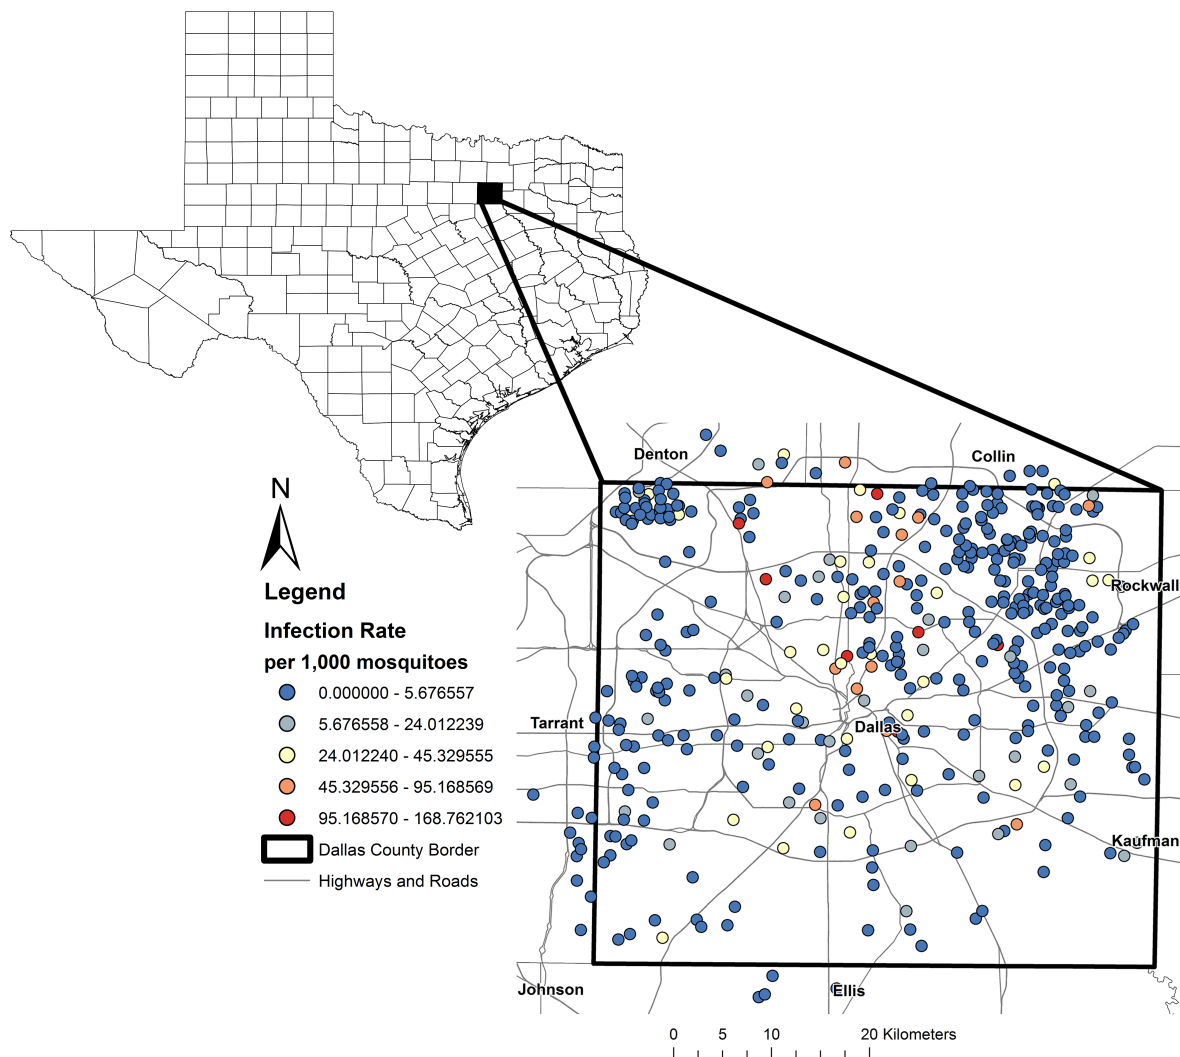 Denton
Collin
N
Legend
Rockwall
Infection Rate
per 1,000 mosquitoes
0.000000 - 5.676557
5.676558 - 24.012239
Tarrant
Dallas
24.012240 - 45.329555
45.329556 - 95.168569
95.168570 - 168.762103
Kaufman
Dallas County Border
Highways and Roads
Johnson
Ellis
0 5 10 20 Kilometers